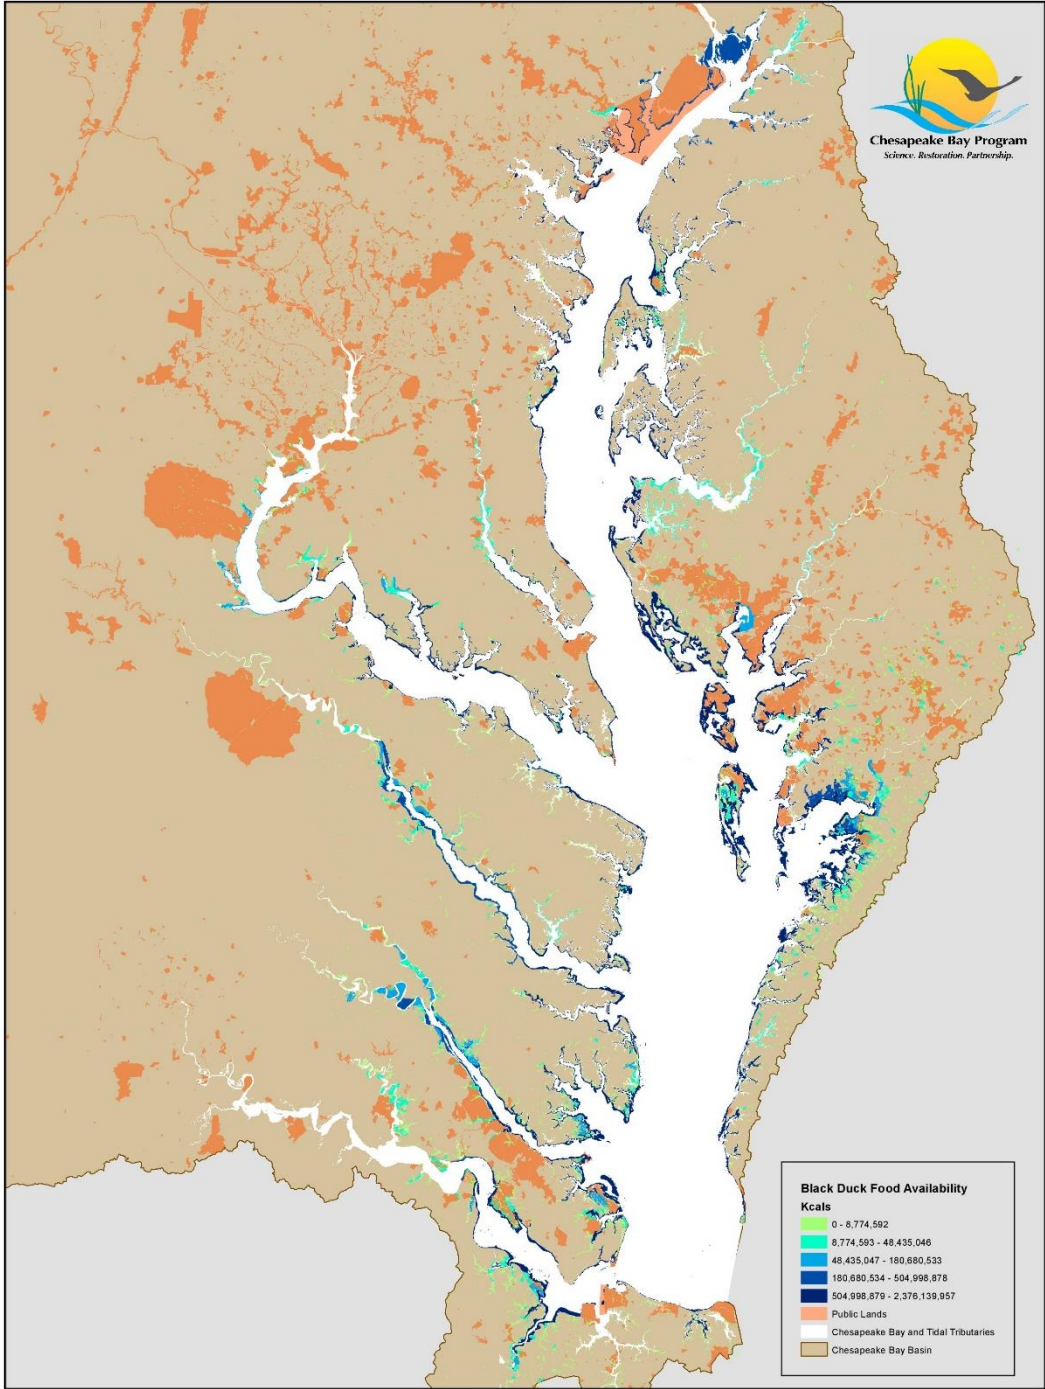 Chesapeake Bay Program
Science. Restoration. Partnership.
Black Duck Food Availability
Kcals
0 - 8,774,592
8,774,593 - 48,435,046
48,435,047 - 180,680,533
180,680,534 - 504,998,878
504,998,879 - 2,376,139,957
Public Lands
Chesapeake Bay and Tidal Tributaries
Chesapeake Bay Basin